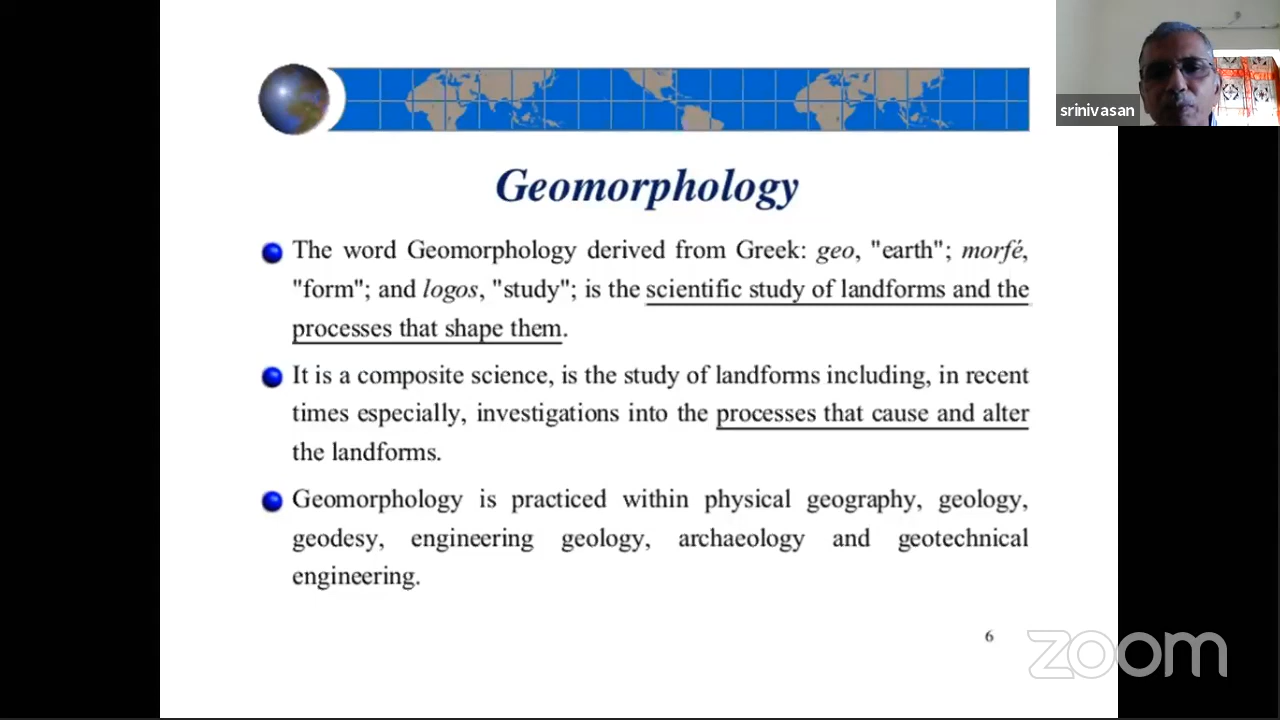 srinivasan
Geomorphology
The word Geomorphology derived from Greek: geo, "earth"; morfé,
"form"; and logos, "study"; is the scientific study of landforms and the
processes that shape them.
It is a composite science, is the study of landforms including, in recent
times especially, investigations into the processes that cause and alter
the landforms.
Geomorphology is practiced within physical geography, geology,
geodesy, engineering geology, archaeology and geotechnical
engineering.
6
zoom